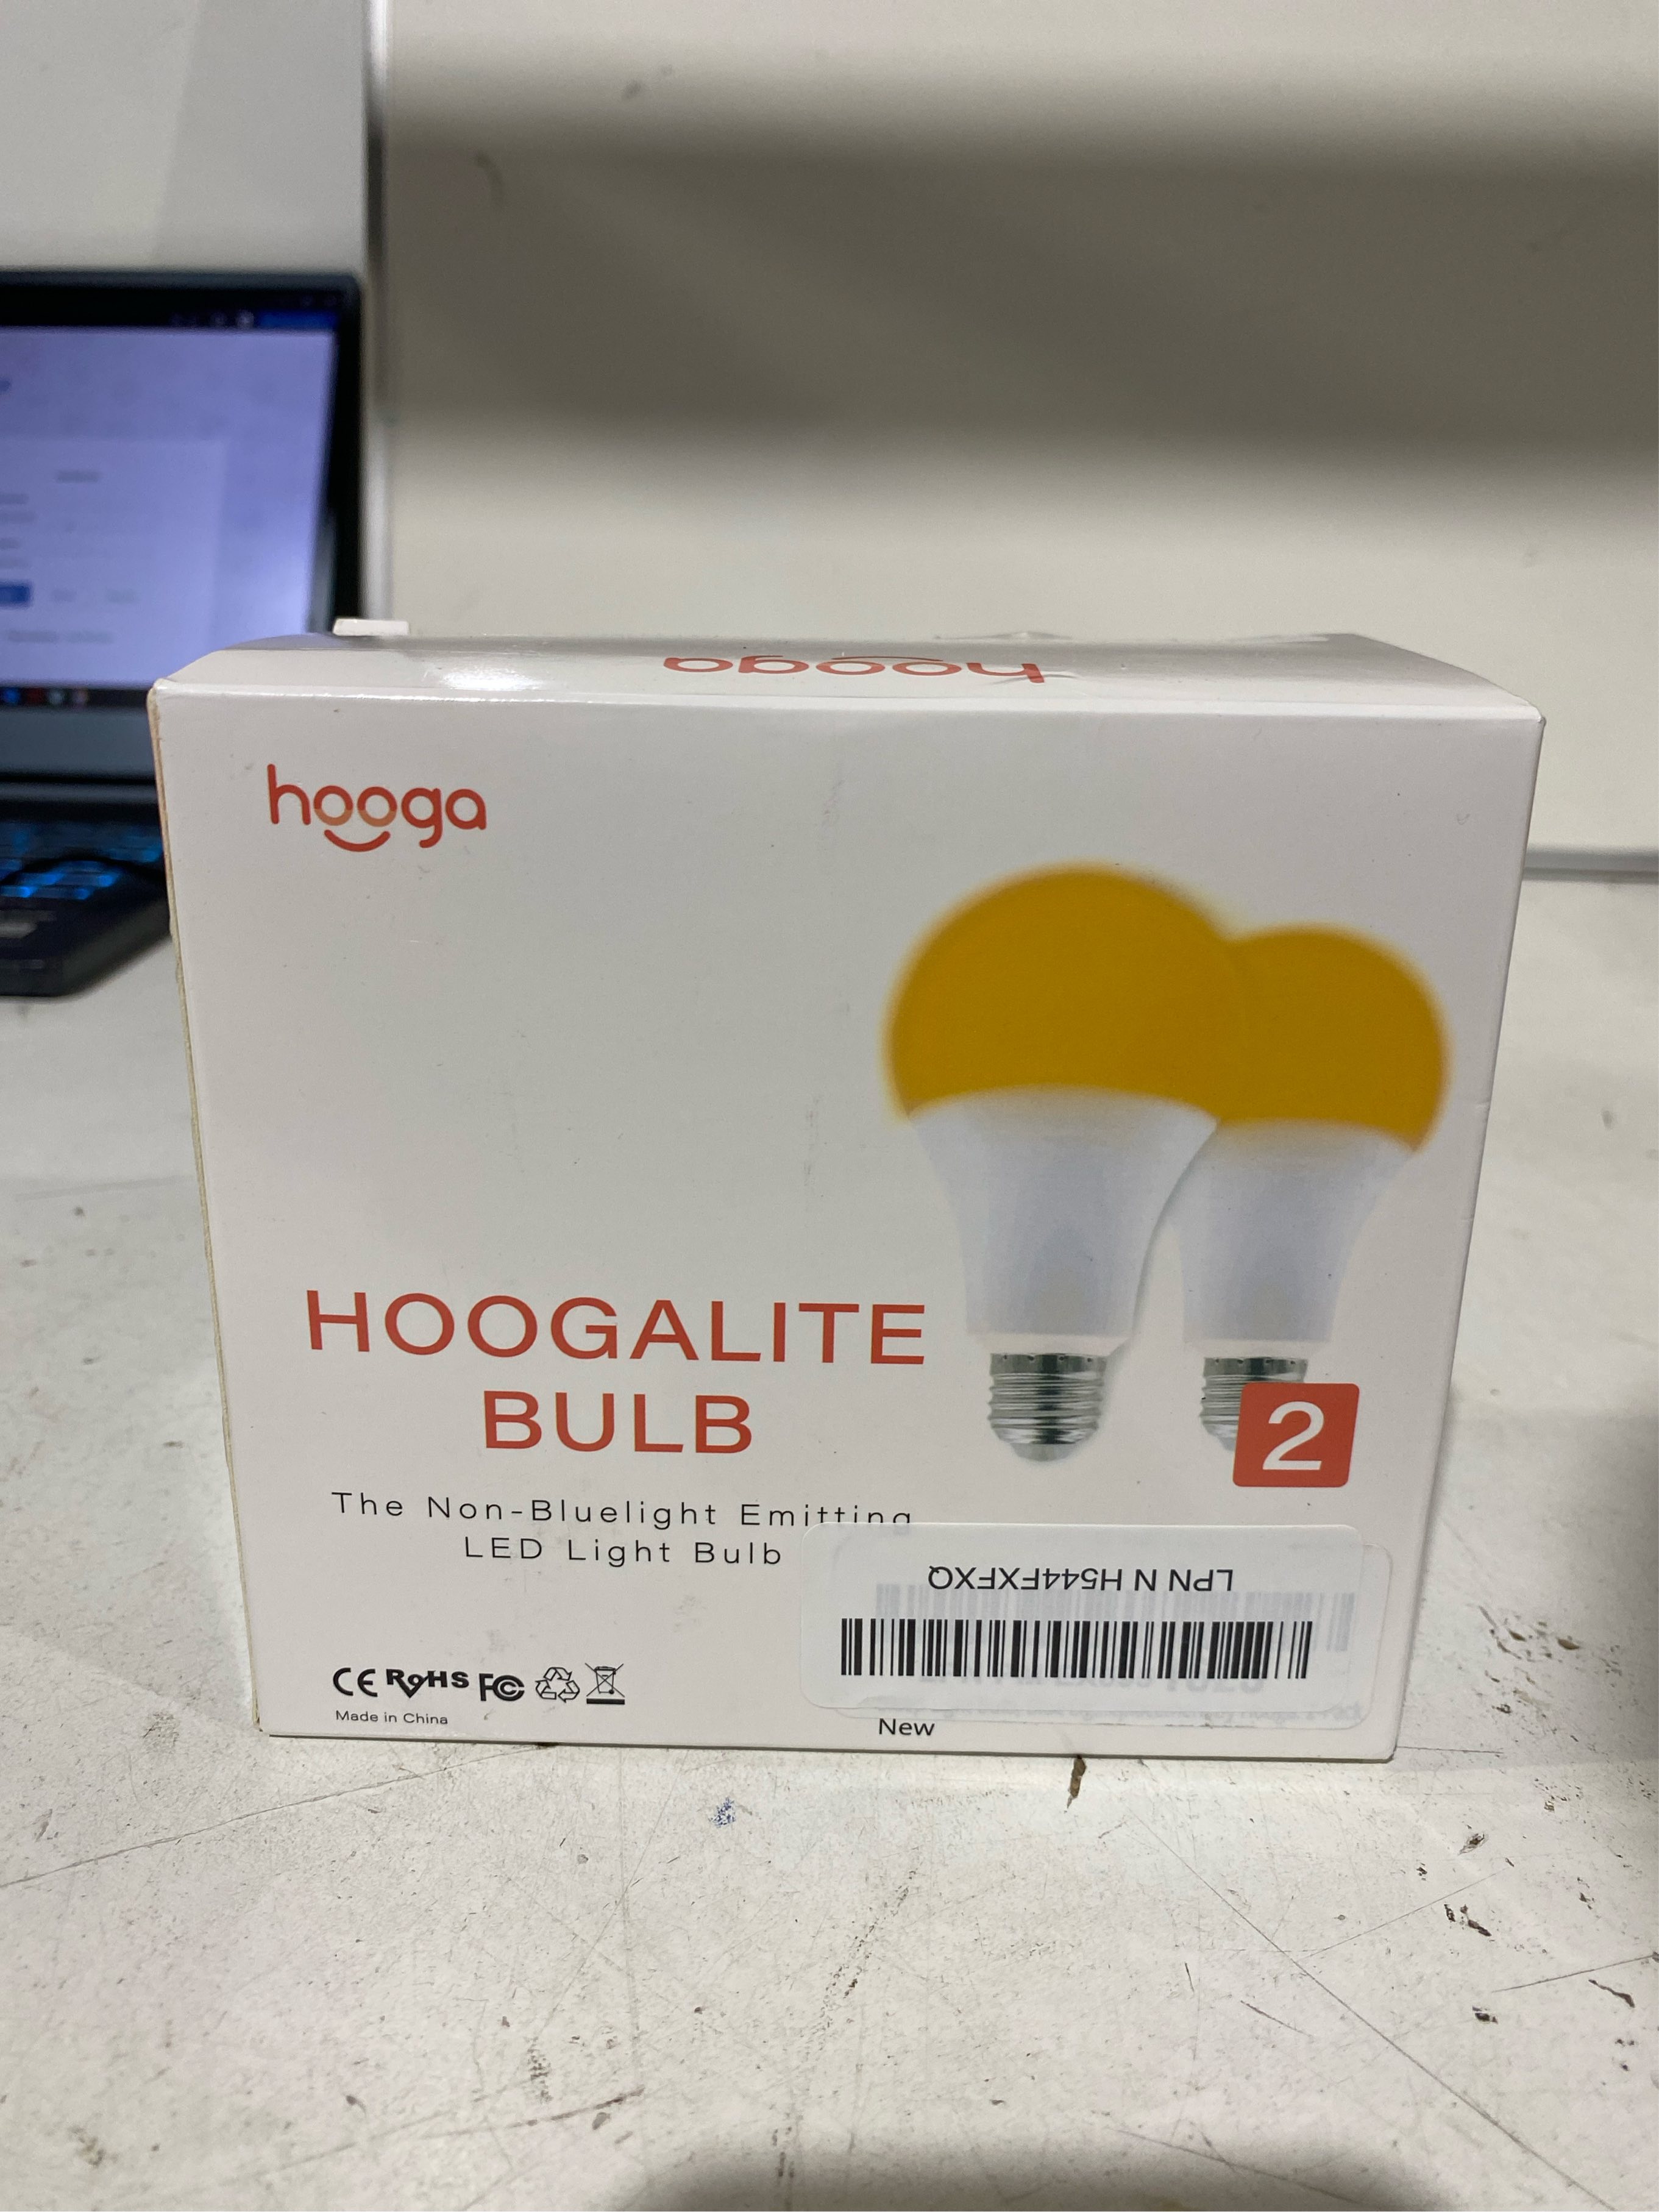 hooga
hooga
HOOGALITE
BULB
2
The Non-Bluelight Emitting
LED Light Bulb
LPN N H544FXFXQ
CE RoHS FC
Made in China
New